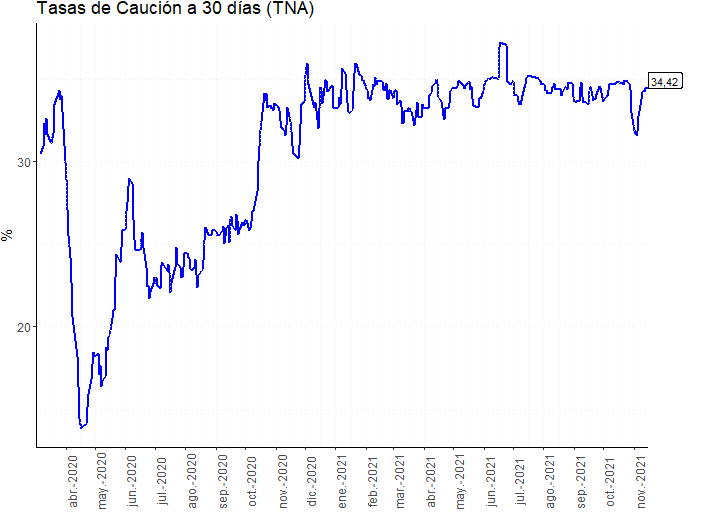 Tasas de Caución a 30 días (TNA)
34,42
30
20
%
abr.-2020
may.-2020
jun.-2020
jul.-2020
ago.-2020
sep.-2020
oct.-2020
nov.-2020
dic.-2020
ene.-2021
feb.-2021
mar.-2021
abr.-2021
may.-2021
jun.-2021
jul.-2021
ago.-2021
sep.-2021
oct.-2021
nov.-2021